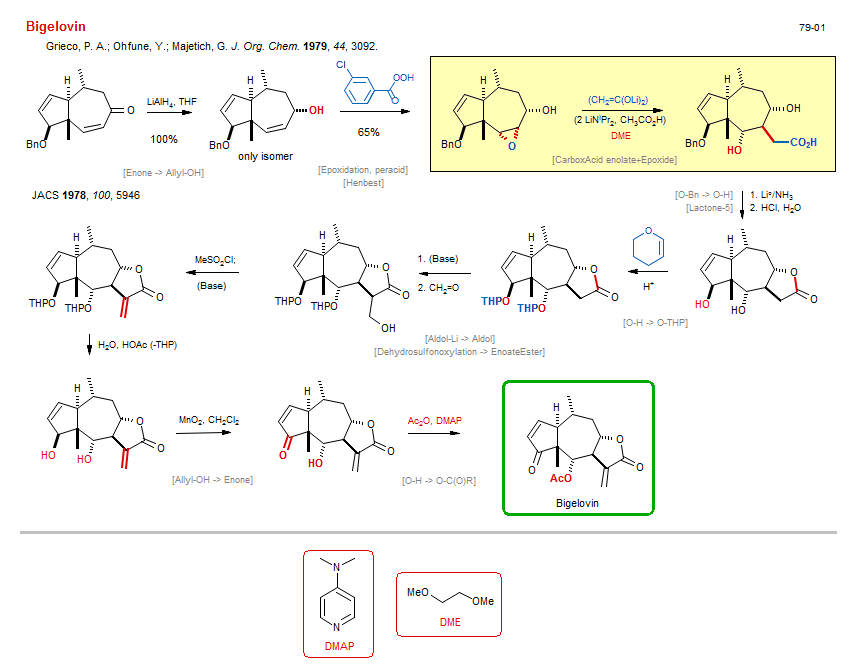 Bigelovin
79-01
Grieco, P. A.; Ohfune, Y.; Majetich, G. J. Org. Chem. 1979, 44, 3092.
H
O
BnO
LiAlH₄, THF
100%
[Enone -> Allyl-OH]
H
OH
BnO
only isomer
Cl
OOH
O
65%
[Epoxidation, peracid]
[Henbest]
H
OH
BnO
O
(CH₂=C(OLi)₂)
(2 LiNⁱPr₂, CH₃CO₂H)
DME
[CarboxAcid enolate+Epoxide]
H
OH
BnO
HO
CO₂H
JACS 1978, 100, 5946
[O-Bn -> O-H]
[Lactone-5]
1. Liᵒ/NH₃
2. HCl, H₂O
H
O
O
THPO
THPO
MeSO₂Cl;
(Base)
H
O
O
THPO
THPO
OH
1. (Base)
2. CH₂=O
[Aldol-Li -> Aldol]
[Dehydrosulfonoxylation -> EnoateEster]
H
O
O
THPO
THPO
O
H⁺
[O-H -> O-THP]
H
O
O
HO
HO
H₂O, HOAc (-THP)
H
O
O
HO
HO
MnO₂, CH₂Cl₂
[Allyl-OH -> Enone]
H
O
O
O
HO
Ac₂O, DMAP
[O-H -> O-C(O)R]
H
O
O
O
AcO
Bigelovin
N
N
DMAP
MeO
OMe
DME